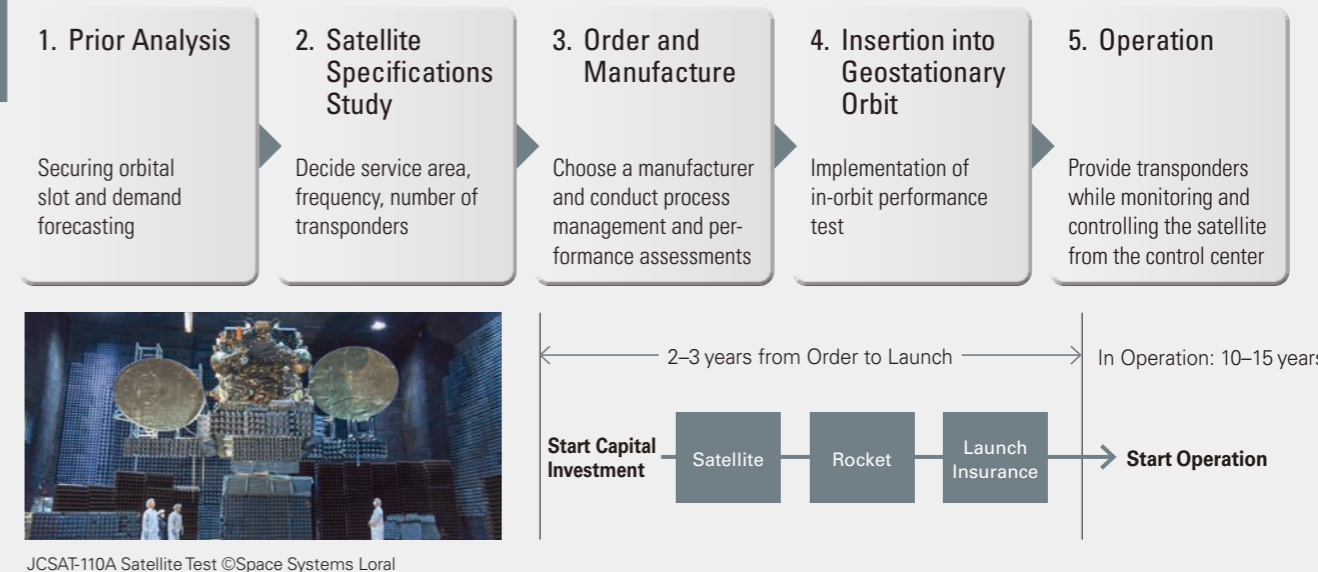 1. Prior Analysis
Securing orbital
slot and demand
forecasting
2. Satellite
Specifications
Study
Decide service area,
frequency, number of
transponders
3. Order and
Manufacture
Choose a manufacturer
and conduct process
management and per-
formance assessments
4. Insertion into
Geostationary
Orbit
Implementation of
in-orbit performance
test
5. Operation
Provide transponders
while monitoring and
controlling the satellite
from the control center
JCSAT-110A Satellite Test ©Space Systems Loral
2–3 years from Order to Launch
In Operation: 10–15 years
Start Capital
Investment
Satellite
Rocket
Launch
Insurance
Start Operation